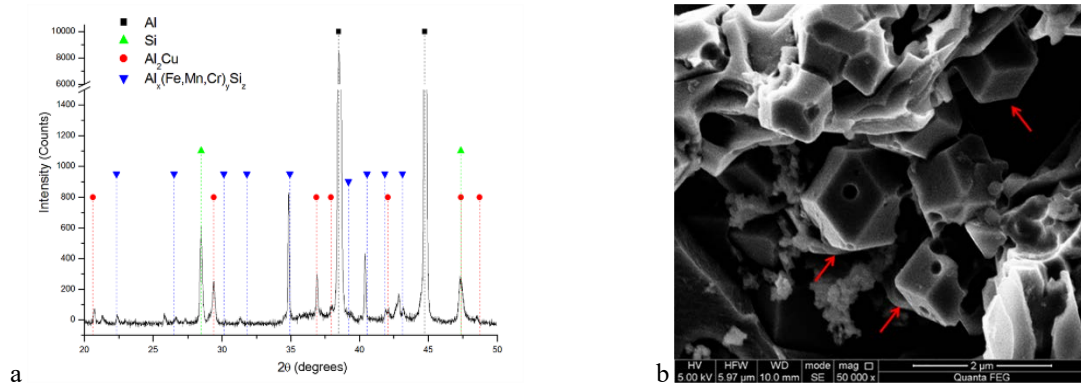 Al
Si
Al₂Cu
Alₓ(Fe,Mn,Cr)ᵧSi𝓏
10000
8000
6000
1400
1200
1000
800
600
400
200
0
Intensity (Counts)
20 25 30 35 40 45 50
2θ (degrees)
a
b
HV HFW WD mode mag □ 2 μm
5.00 kV 5.97 μm 10.0 mm SE 50 000 x Quanta FEG